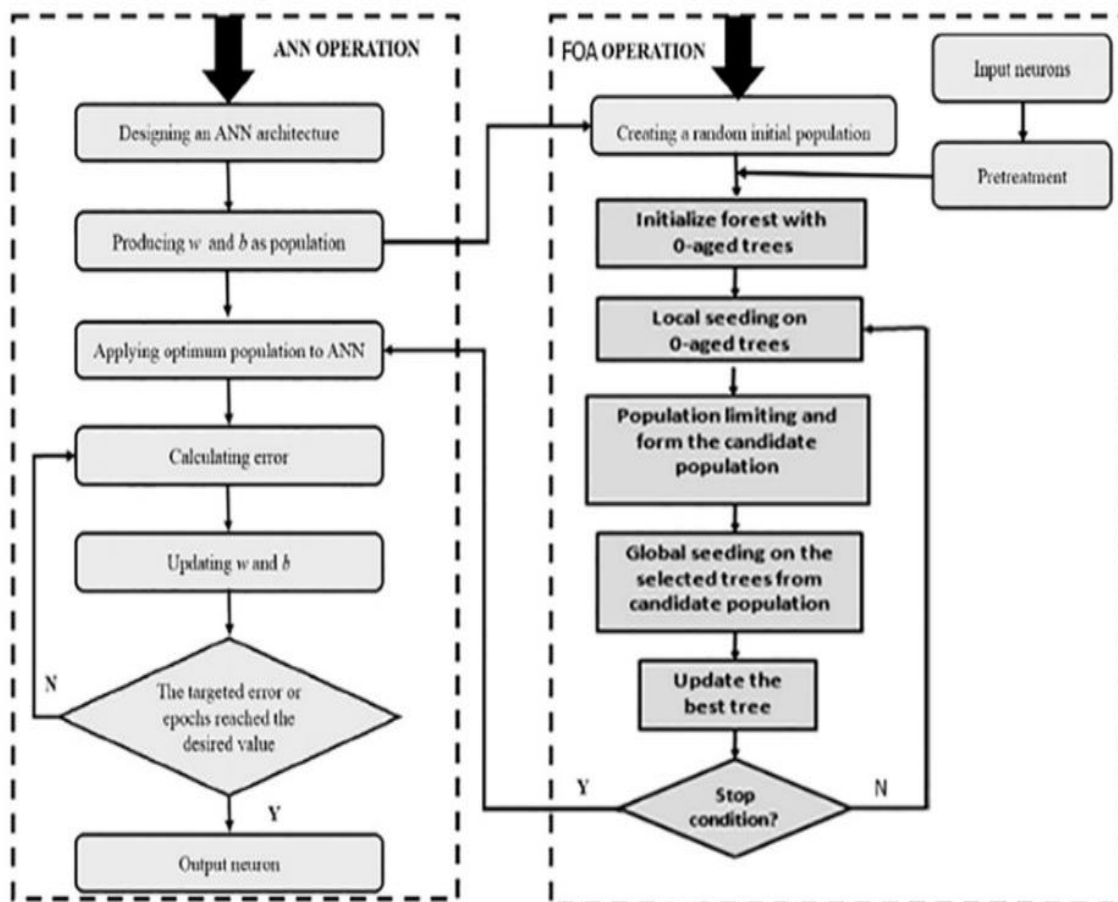 ANN OPERATION
Designing an ANN architecture
Producing w and b as population
Applying optimum population to ANN
Calculating error
Updating w and b
N
The targeted error or
epochs reached the
desired value
Y
Output neuron
FOA OPERATION
Input neurons
Creating a random initial population
Pretreatment
Initialize forest with
0-aged trees
Local seeding on
0-aged trees
Population limiting and
form the candidate
population
Global seeding on the
selected trees from
candidate population
Update the
best tree
Y
Stop
condition?
N